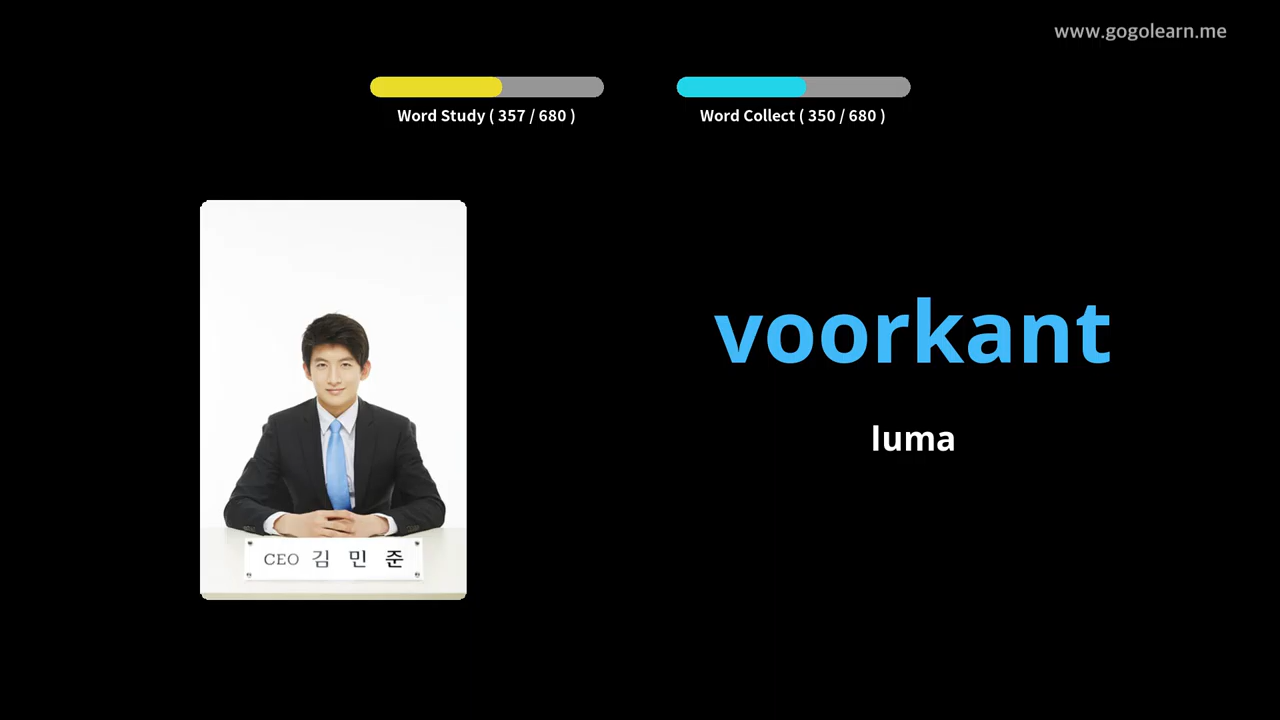 www.gogolearn.me
Word Study ( 357 / 680 )
Word Collect ( 350 / 680 )
voorkant
luma
CEO 김 민 준